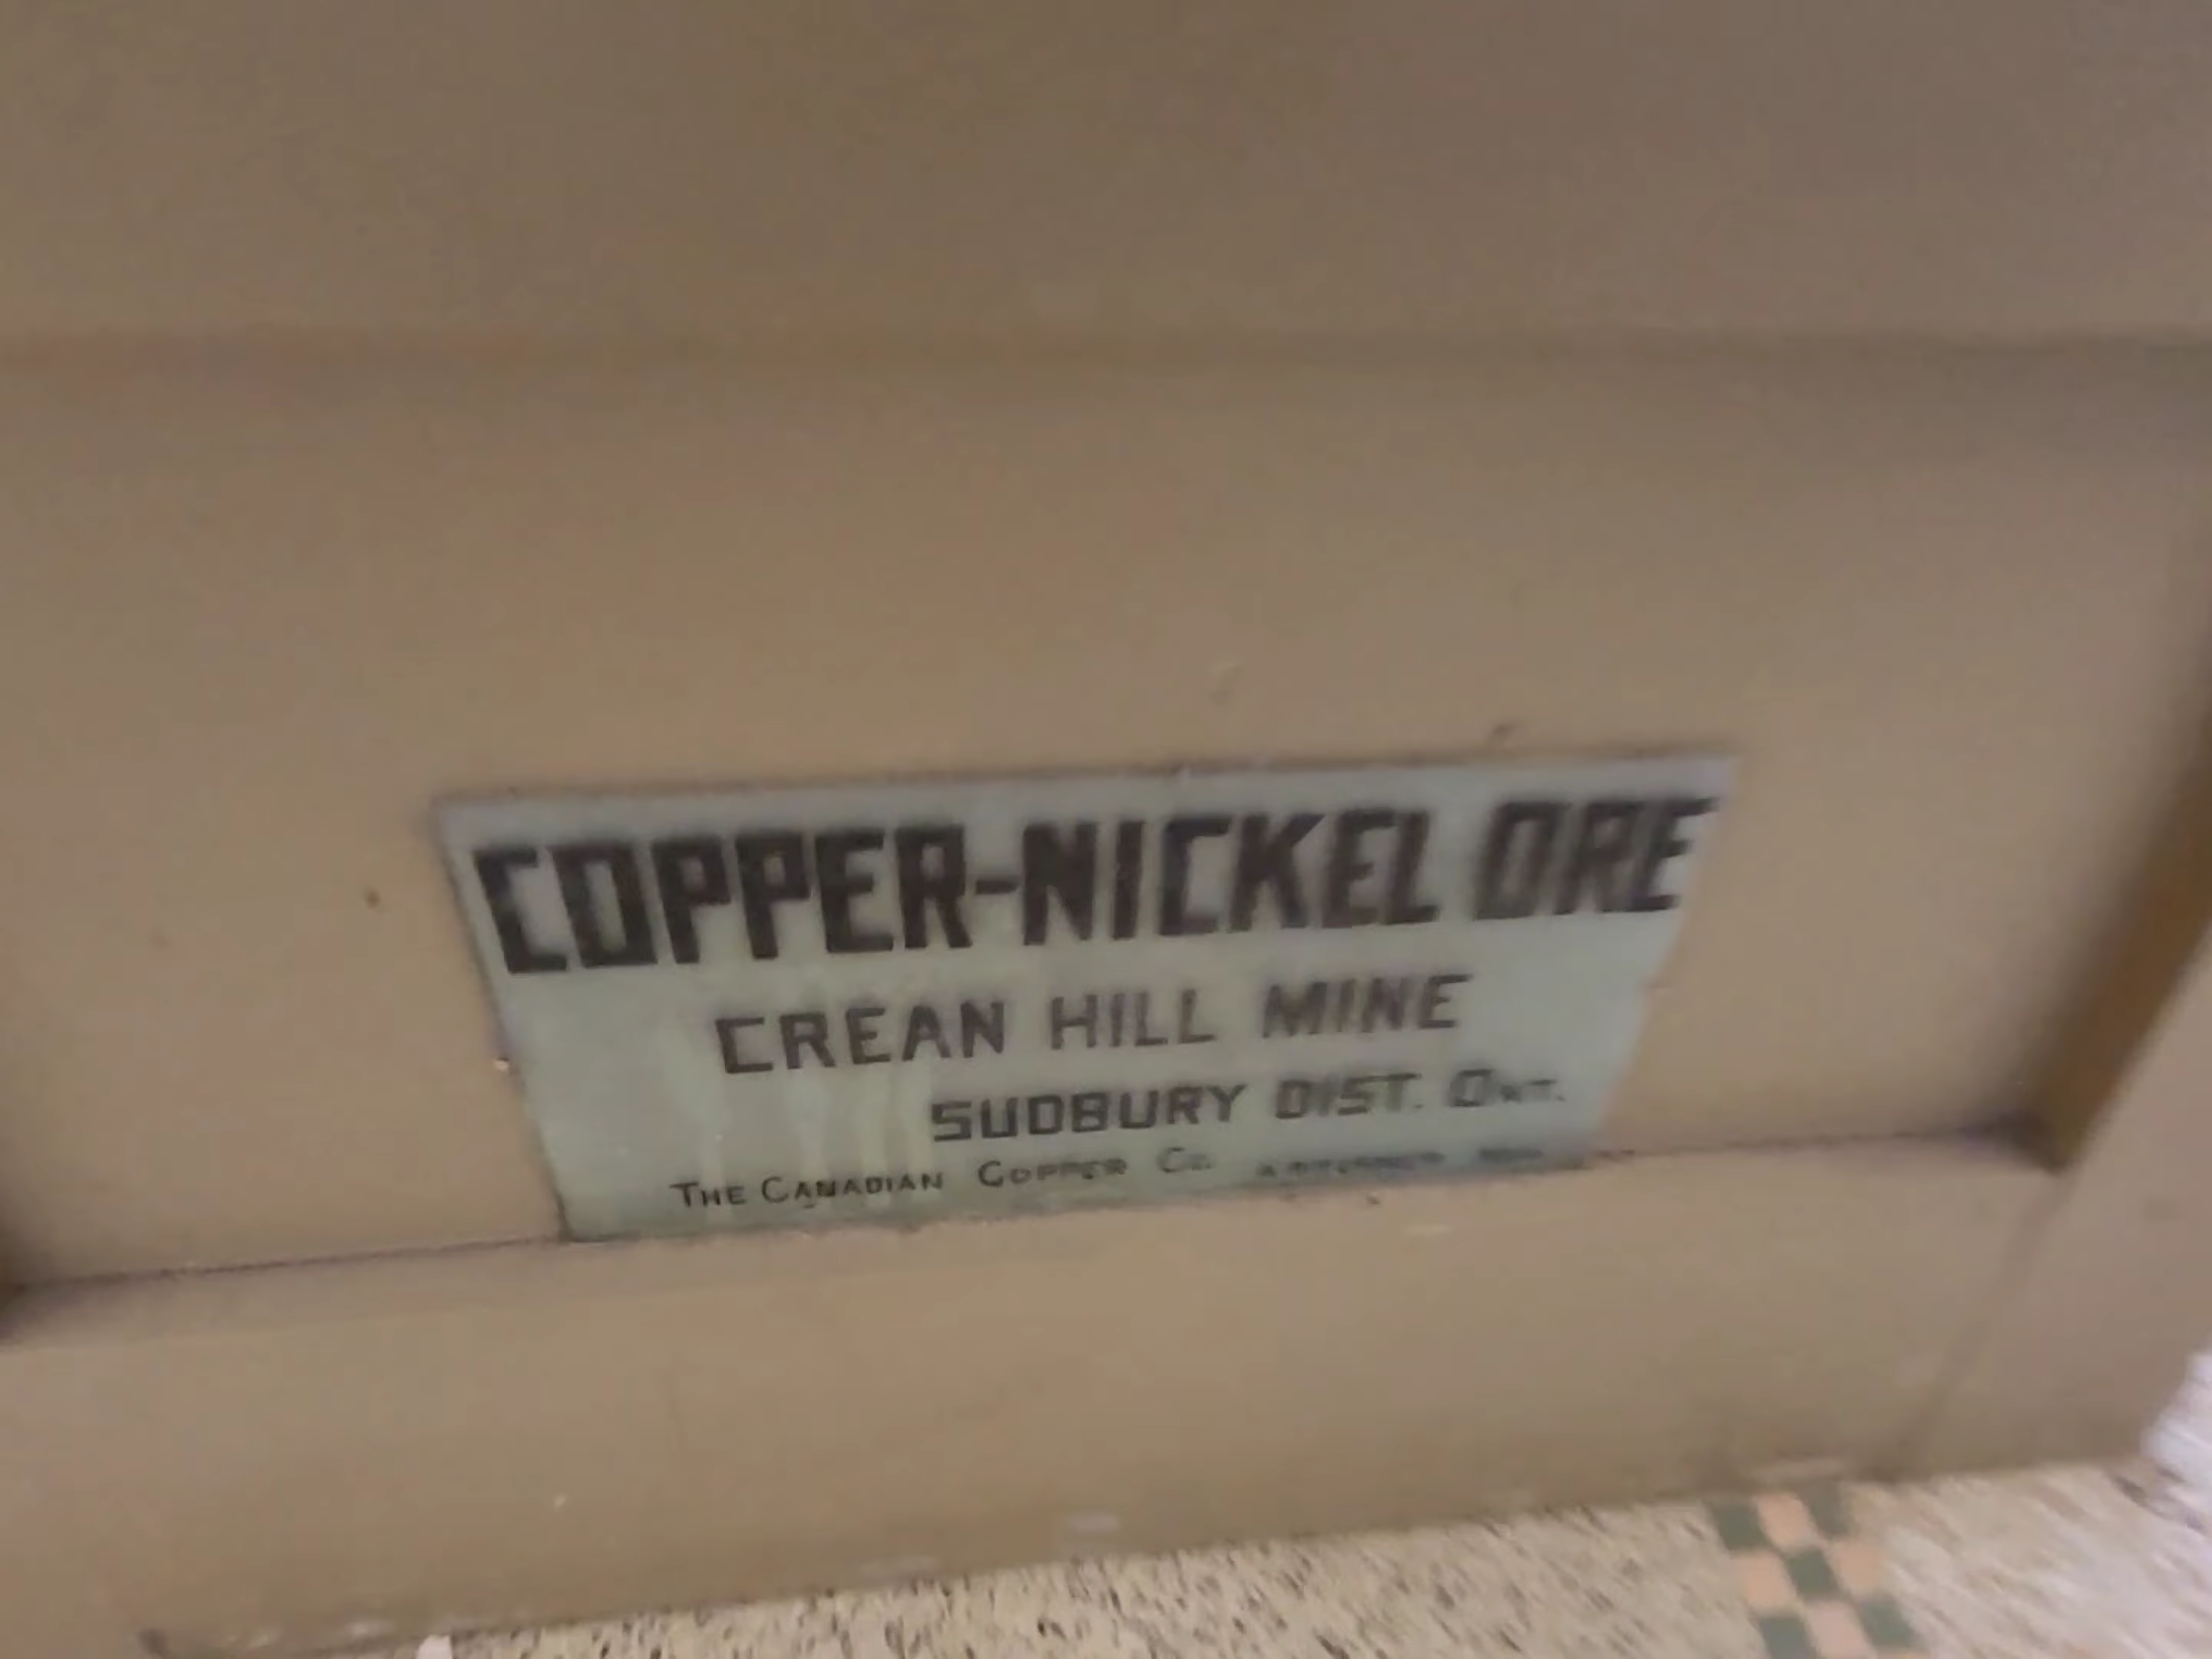 COPPER-NICKEL ORE
CREAN HILL MINE
SUDBURY DIST. ONT.
THE CANADIAN COPPER CO.